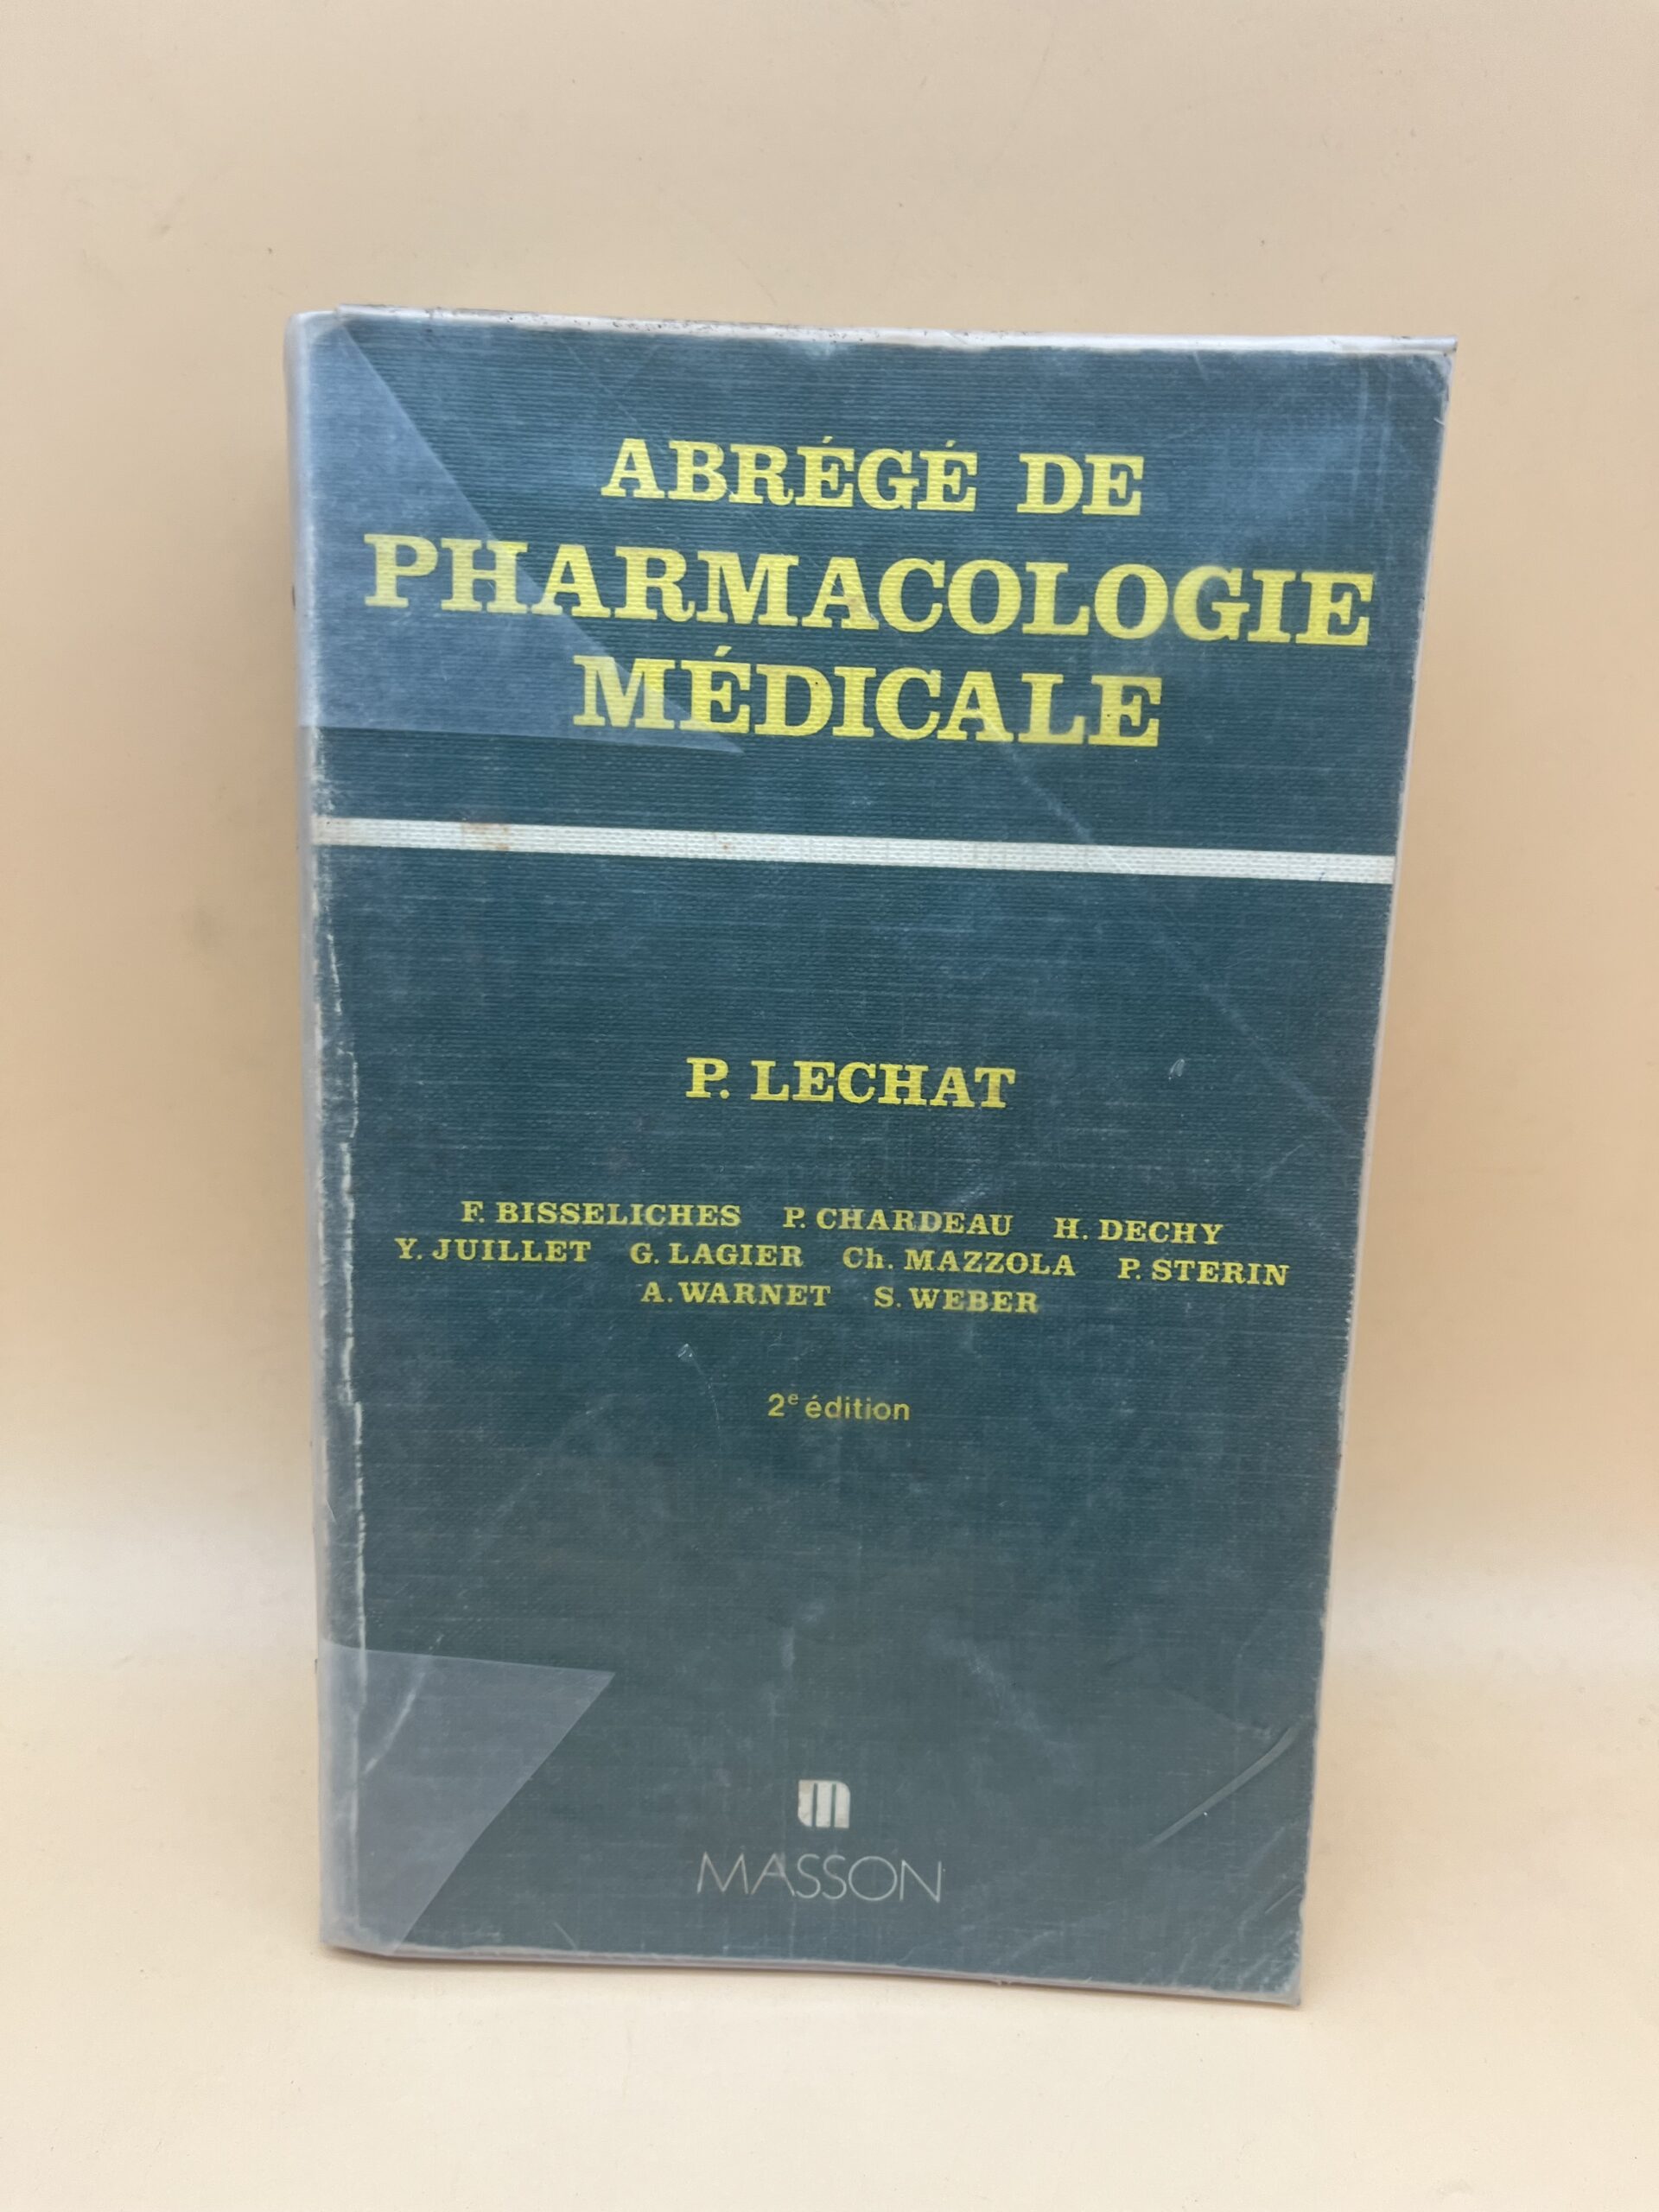 ABRÉGÉ DE
PHARMACOLOGIE
MÉDICALE
P. LECHAT
F. BISSELICHES P. CHARDEAU H. DECHY
Y. JUILLET G. LAGIER Ch. MAZZOLA P. STERIN
A. WARNET S. WEBER
2e édition
m
MASSON